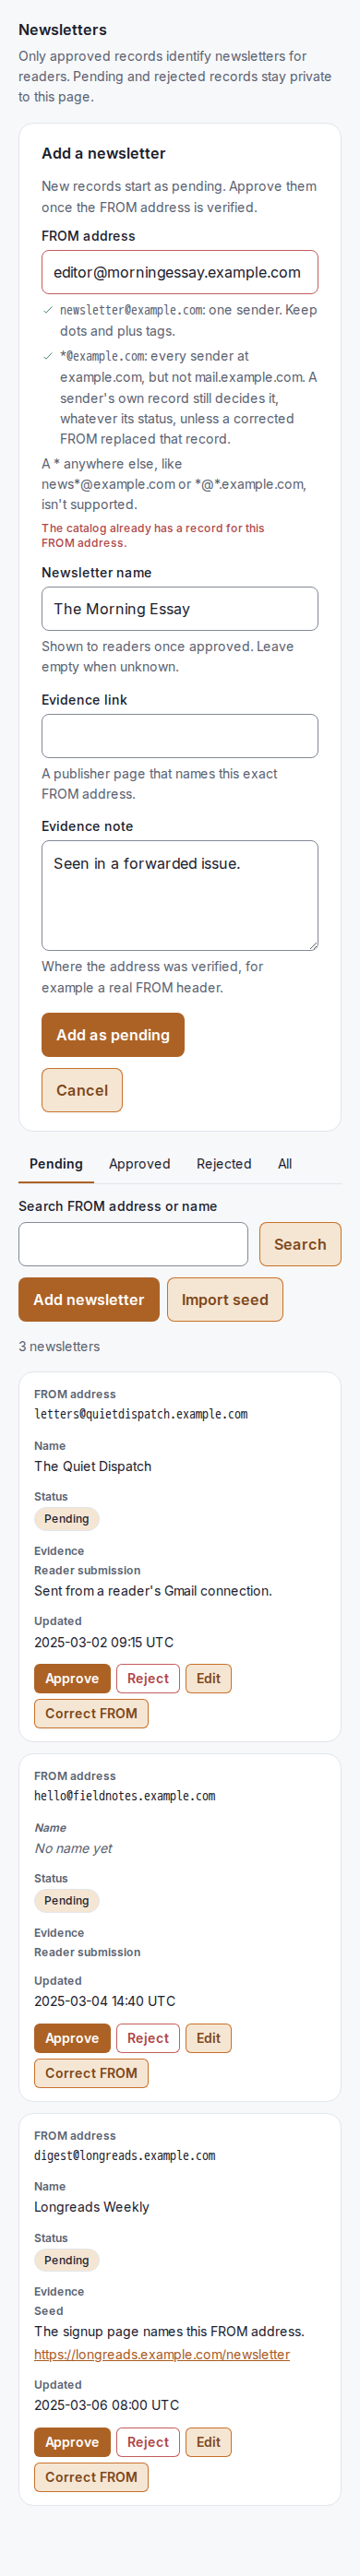 Newsletters
Only approved records identify newsletters for
readers. Pending and rejected records stay private
to this page.
Add a newsletter
New records start as pending. Approve them
once the FROM address is verified.
FROM address
editor@morningessay.example.com
newsletter@example.com: one sender. Keep
dots and plus tags.
*@example.com: every sender at
example.com, but not mail.example.com. A
sender's own record still decides it,
whatever its status, unless a corrected
FROM replaced that record.
A * anywhere else, like
news*@example.com or *@*.example.com,
isn't supported.
The catalog already has a record for this
FROM address.
Newsletter name
The Morning Essay
Shown to readers once approved. Leave
empty when unknown.
Evidence link
A publisher page that names this exact
FROM address.
Evidence note
Seen in a forwarded issue.
Where the address was verified, for
example a real FROM header.
Add as pending
Cancel
Pending Approved Rejected All
Search FROM address or name
Search
Add newsletter Import seed
3 newsletters
FROM address
letters@quietdispatch.example.com
Name
The Quiet Dispatch
Status
Pending
Evidence
Reader submission
Sent from a reader's Gmail connection.
Updated
2025-03-02 09:15 UTC
Approve Reject Edit
Correct FROM
FROM address
hello@fieldnotes.example.com
Name
No name yet
Status
Pending
Evidence
Reader submission
Updated
2025-03-04 14:40 UTC
Approve Reject Edit
Correct FROM
FROM address
digest@longreads.example.com
Name
Longreads Weekly
Status
Pending
Evidence
Seed
The signup page names this FROM address.
https://longreads.example.com/newsletter
Updated
2025-03-06 08:00 UTC
Approve Reject Edit
Correct FROM